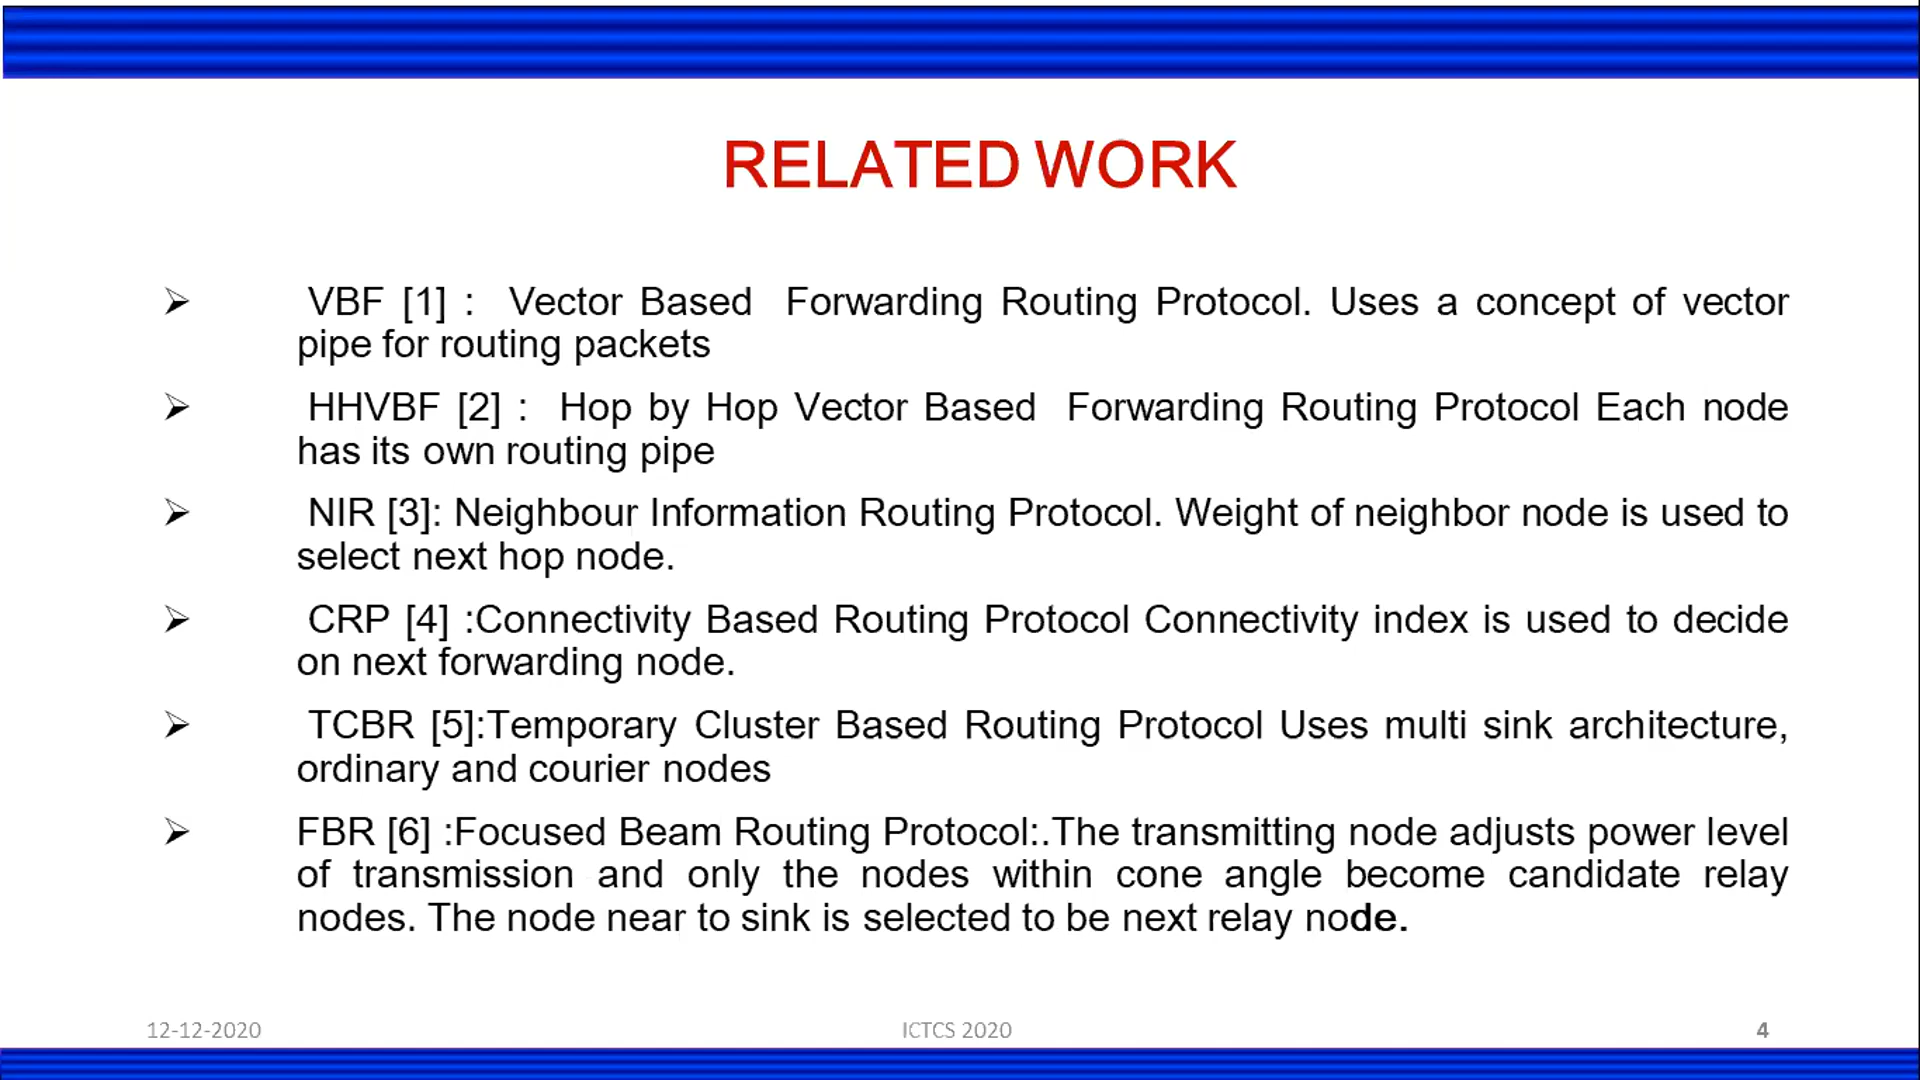 RELATED WORK
➢ VBF [1] : Vector Based Forwarding Routing Protocol. Uses a concept of vector
pipe for routing packets
➢ HHVBF [2] : Hop by Hop Vector Based Forwarding Routing Protocol Each node
has its own routing pipe
➢ NIR [3]: Neighbour Information Routing Protocol. Weight of neighbor node is used to
select next hop node.
➢ CRP [4] :Connectivity Based Routing Protocol Connectivity index is used to decide
on next forwarding node.
➢ TCBR [5]:Temporary Cluster Based Routing Protocol Uses multi sink architecture,
ordinary and courier nodes
➢ FBR [6] :Focused Beam Routing Protocol:.The transmitting node adjusts power level
of transmission and only the nodes within cone angle become candidate relay
nodes. The node near to sink is selected to be next relay node.
12-12-2020 ICTCS 2020 4